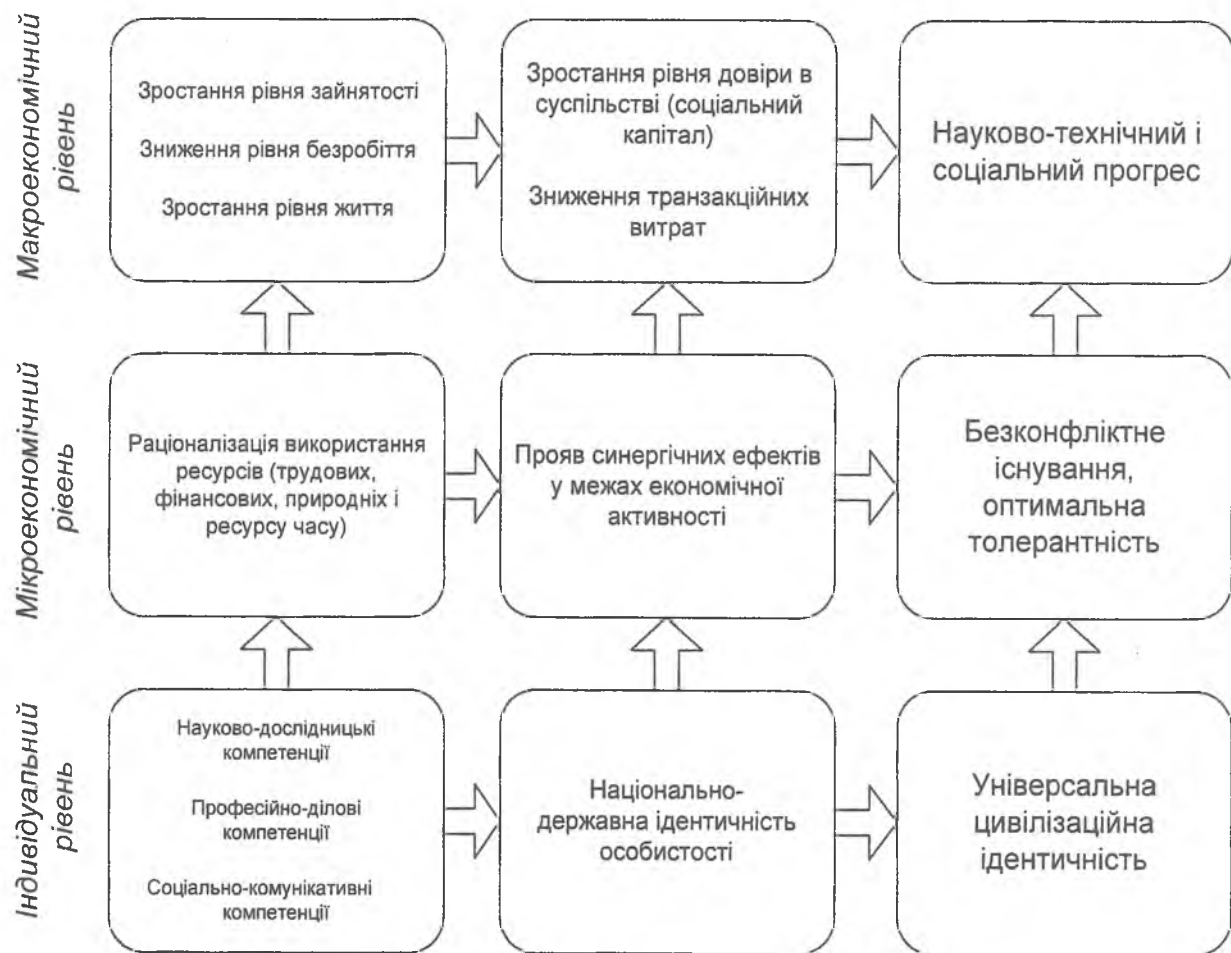 Макроекономічний
рівень
Зростання рівня зайнятості
Зниження рівня безробіття
Зростання рівня життя
Зростання рівня довіри в
суспільстві (соціальний
капітал)
Зниження транзакційних
витрат
Науково-технічний і
соціальний прогрес
Мікроекономічний
рівень
Раціоналізація використання
ресурсів (трудових,
фінансових, природніх і
ресурсу часу)
Прояв синергічних ефектів
у межах економічної
активності
Безконфліктне
існування,
оптимальна
толерантність
Індивідуальний
рівень
Науково-дослідницькі
компетенції
Професійно-ділові
компетенції
Соціально-комунікативні
компетенції
Національно-
державна ідентичність
особистості
Універсальна
цивілізаційна
ідентичність